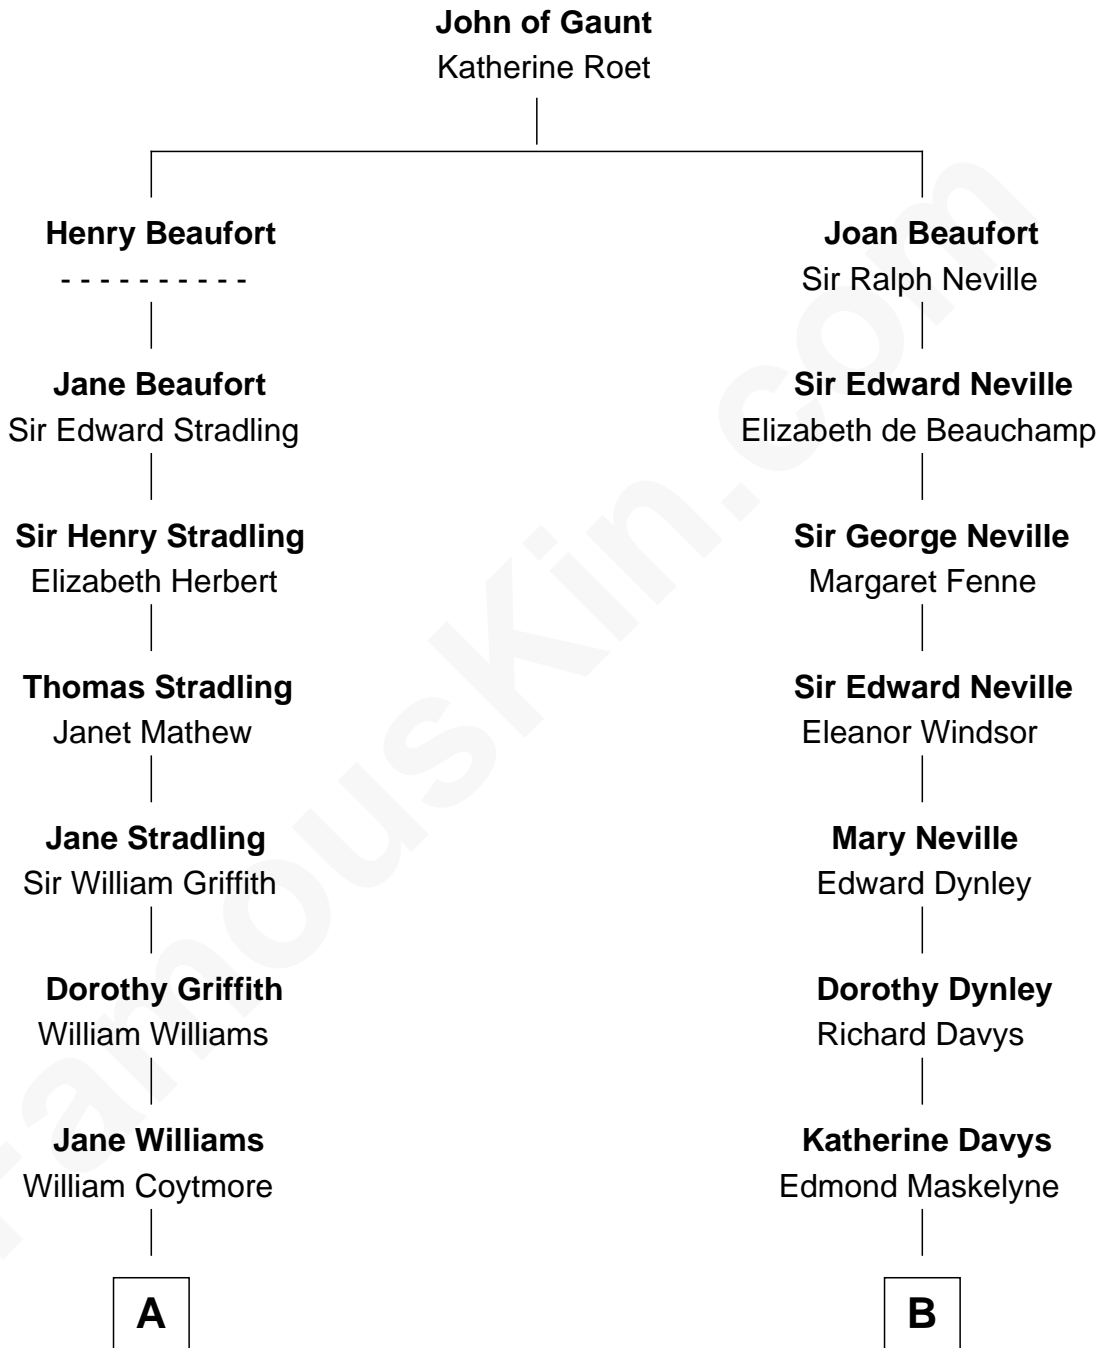 John of Gaunt
Katherine Roet
Henry Beaufort
- - - - - - - - - -
Joan Beaufort
Sir Ralph Neville
Jane Beaufort
Sir Edward Stradling
Sir Edward Neville
Elizabeth de Beauchamp
Sir Henry Stradling
Elizabeth Herbert
Sir George Neville
Margaret Fenne
Thomas Stradling
Janet Mathew
Sir Edward Neville
Eleanor Windsor
Jane Stradling
Sir William Griffith
Mary Neville
Edward Dynley
Dorothy Griffith
William Williams
Dorothy Dynley
Richard Davys
Jane Williams
William Coytmore
Katherine Davys
Edmond Maskelyne
A
B
FamousKin.com